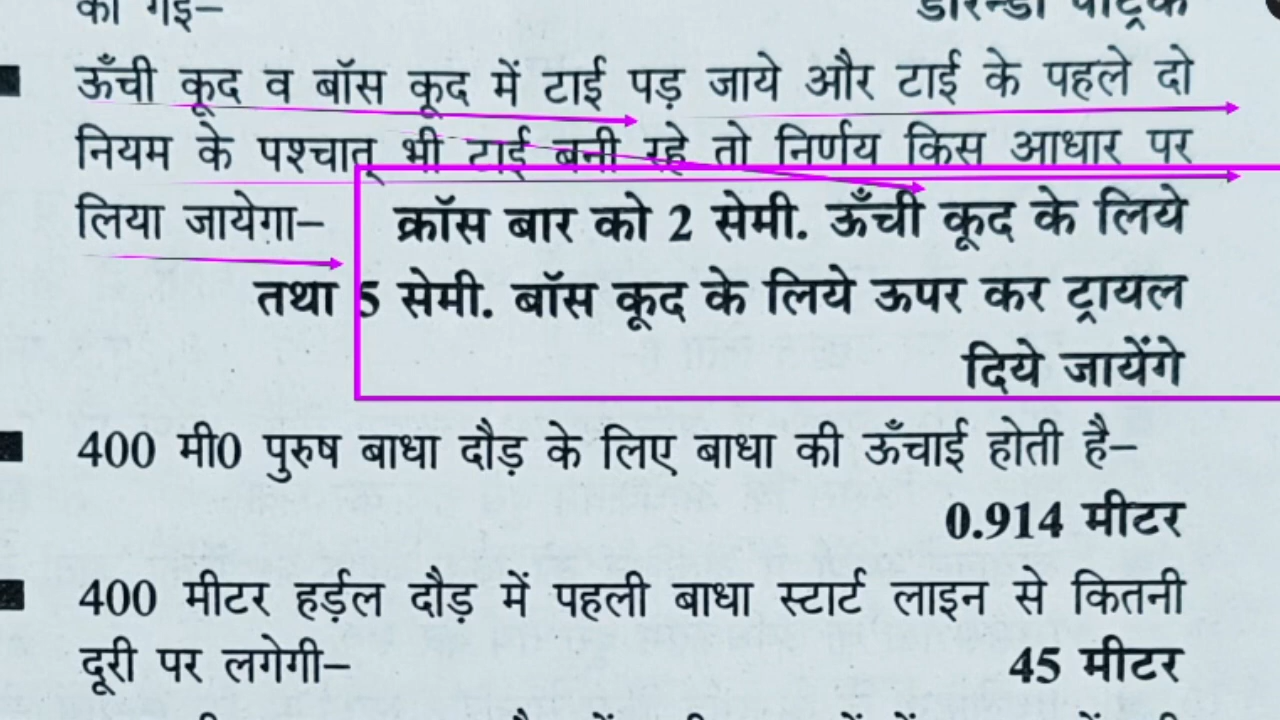 की गई–
ऊँची कूद व बॉस कूद में टाई पड़ जाये और टाई के पहले दो
नियम के पश्चात् भी टाई बनी रहे तो निर्णय किस आधार पर
लिया जायेगा– क्रॉस बार को 2 सेमी. ऊँची कूद के लिये
तथा 5 सेमी. बॉस कूद के लिये ऊपर कर ट्रायल
दिये जायेंगे
400 मी0 पुरुष बाधा दौड़ के लिए बाधा की ऊँचाई होती है–
0.914 मीटर
400 मीटर हर्ड़ल दौड़ में पहली बाधा स्टार्ट लाइन से कितनी
दूरी पर लगेगी– 45 मीटर